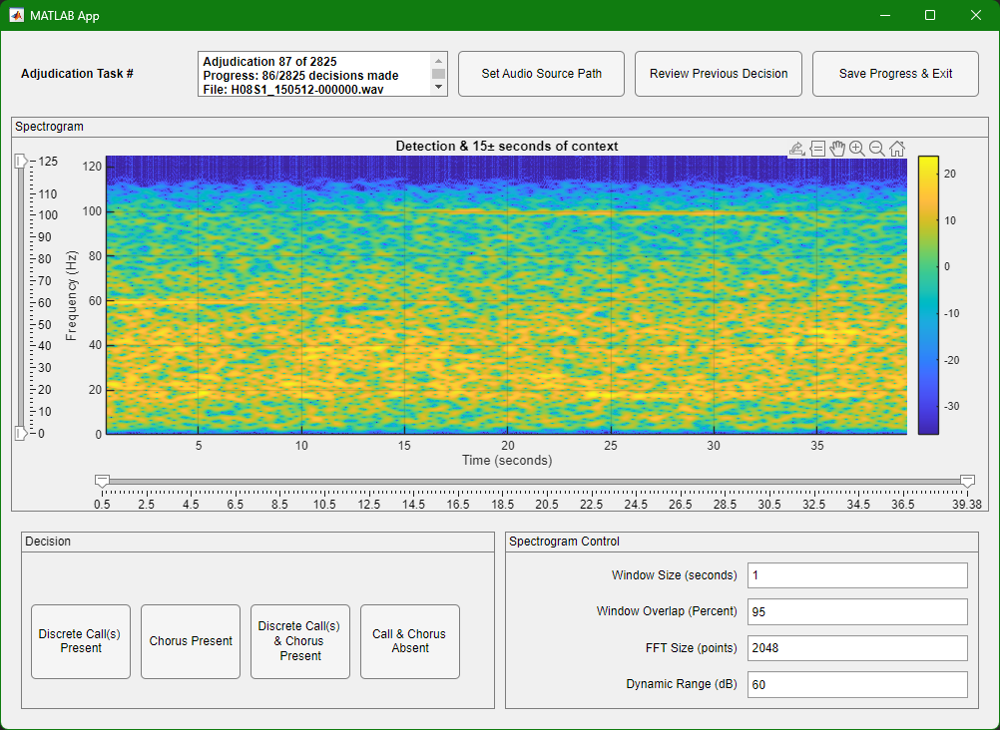 MATLAB App
Adjudication Task #
Adjudication 87 of 2825
Progress: 86/2825 decisions made
File: H08S1_150512-000000.wav
Set Audio Source Path
Review Previous Decision
Save Progress & Exit
Spectrogram
Detection & 15± seconds of context
125
110
100
90
80
70
60
50
40
30
20
10
0
Frequency (Hz)
120
100
80
60
40
20
0
5
10
15
20
25
30
35
Time (seconds)
20
10
0
-10
-20
-30
0.5
2.5
4.5
6.5
8.5
10.5
12.5
14.5
16.5
18.5
20.5
22.5
24.5
26.5
28.5
30.5
32.5
34.5
36.5
39.38
Decision
Discrete Call(s)
Present
Chorus Present
Discrete Call(s)
& Chorus
Present
Call & Chorus
Absent
Spectrogram Control
Window Size (seconds)
1
Window Overlap (Percent)
95
FFT Size (points)
2048
Dynamic Range (dB)
60